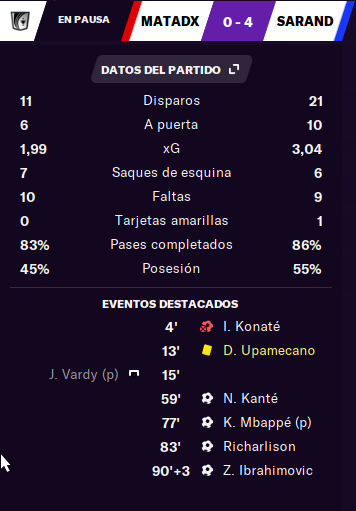 EN PAUSA MATADX 0 - 4 SARAND
DATOS DEL PARTIDO
11 Disparos 21
6 A puerta 10
1,99 xG 3,04
7 Saques de esquina 6
10 Faltas 9
0 Tarjetas amarillas 1
83% Pases completados 86%
45% Posesión 55%
EVENTOS DESTACADOS
4' I. Konaté
13' D. Upamecano
J. Vardy (p) 15'
59' N. Kanté
77' K. Mbappé (p)
83' Richarlison
90'+3 Z. Ibrahimovic